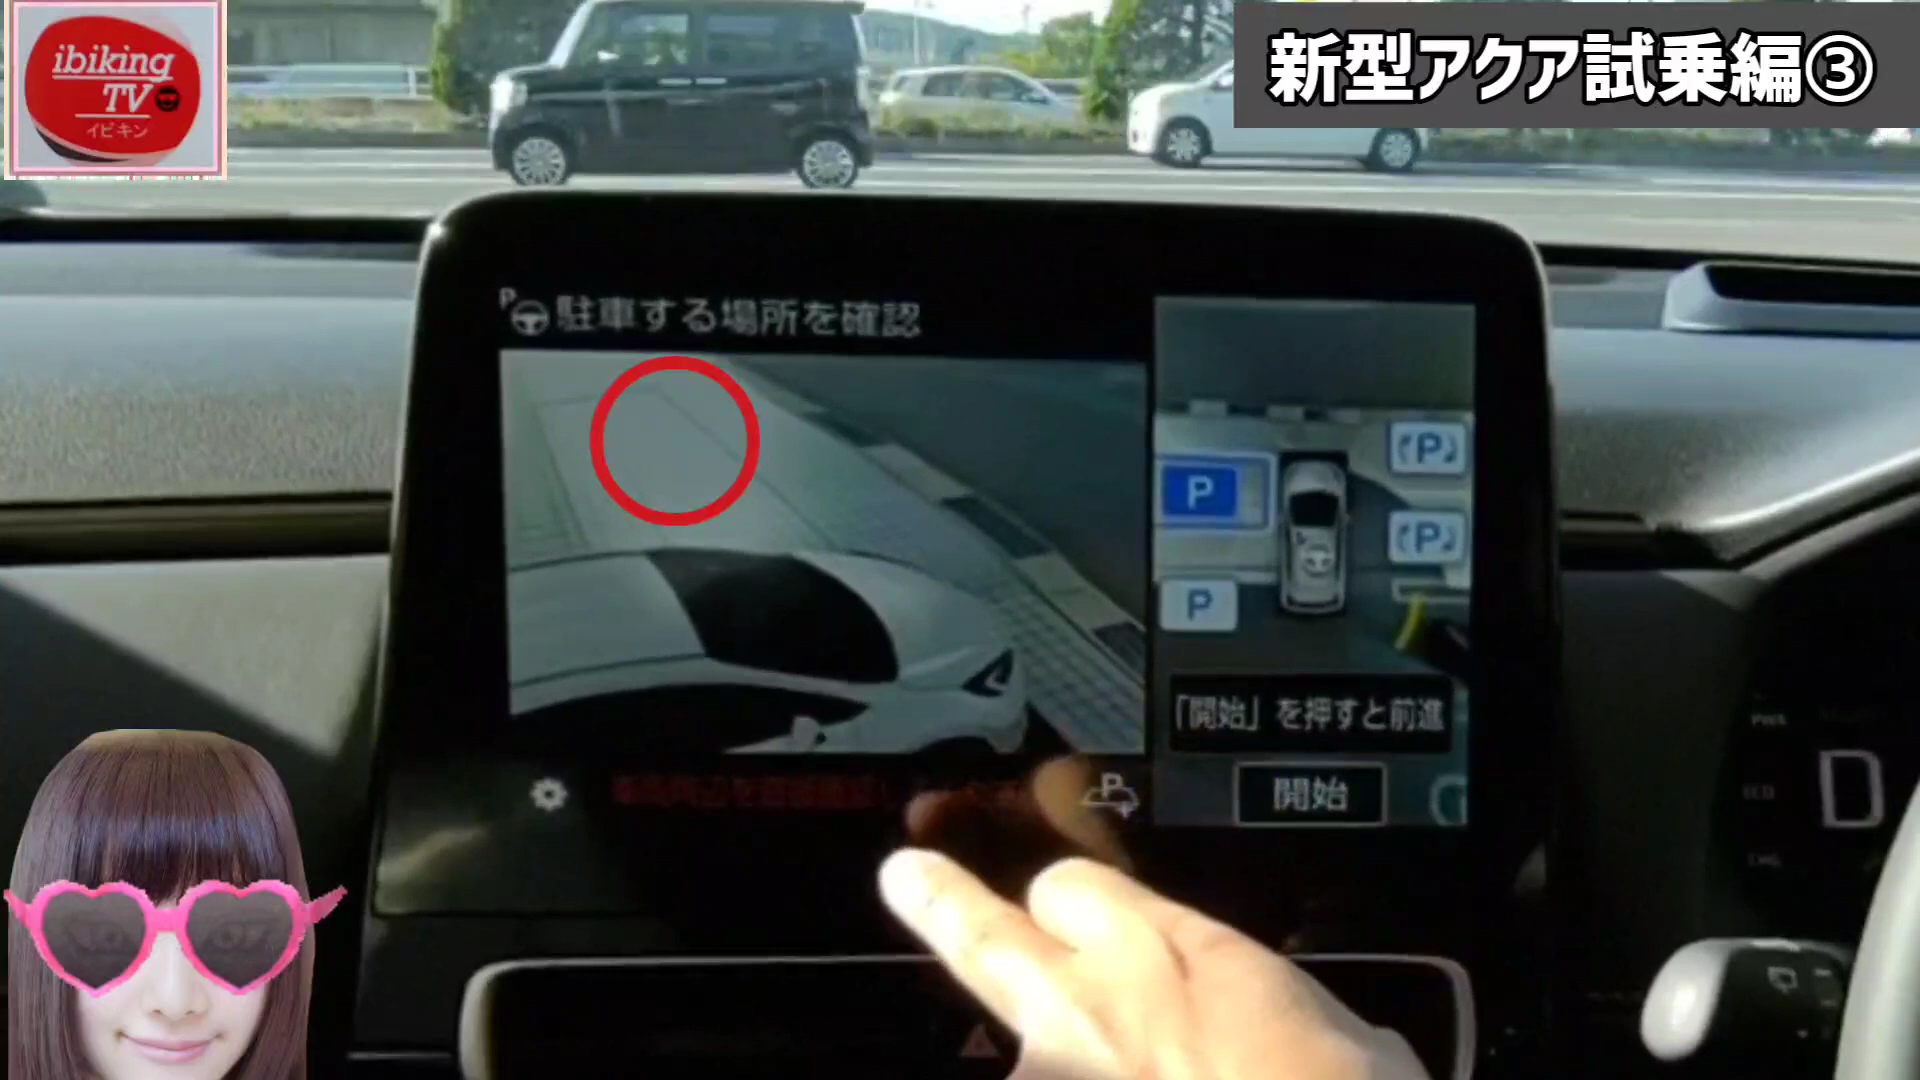 ibiking
TV
イビキン
新型アクア試乗編③
P
駐車する場所を確認
P
P
P
P
「開始」を押すと前進
P
開始
D